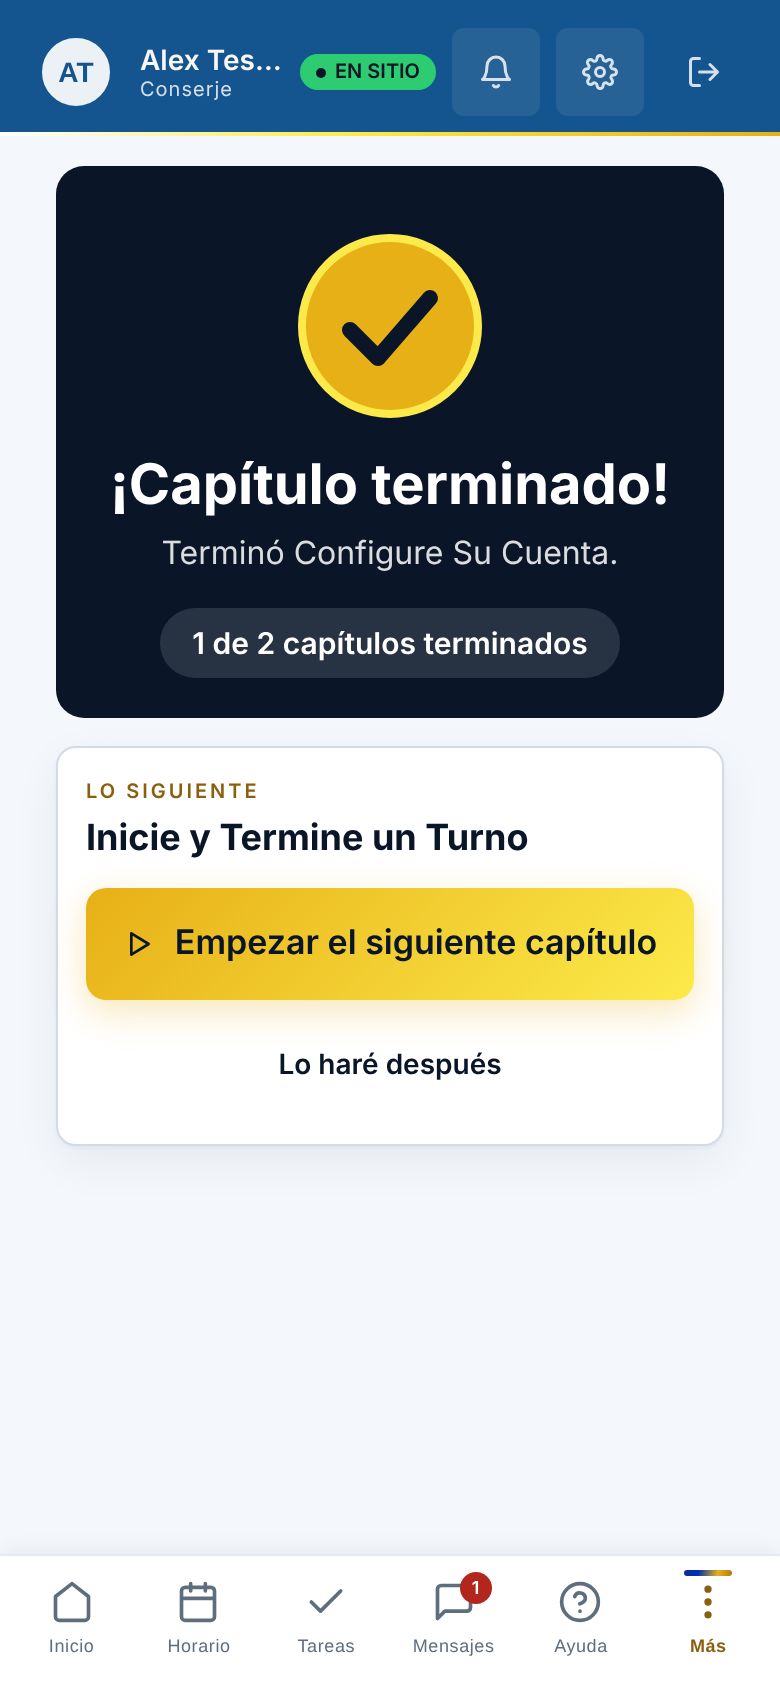 AT
Alex Tes...
Conserje
EN SITIO
¡Capítulo terminado!
Terminó Configure Su Cuenta.
1 de 2 capítulos terminados
LO SIGUIENTE
Inicie y Termine un Turno
Empezar el siguiente capítulo
Lo haré después
1
Inicio
Horario
Tareas
Mensajes
Ayuda
Más